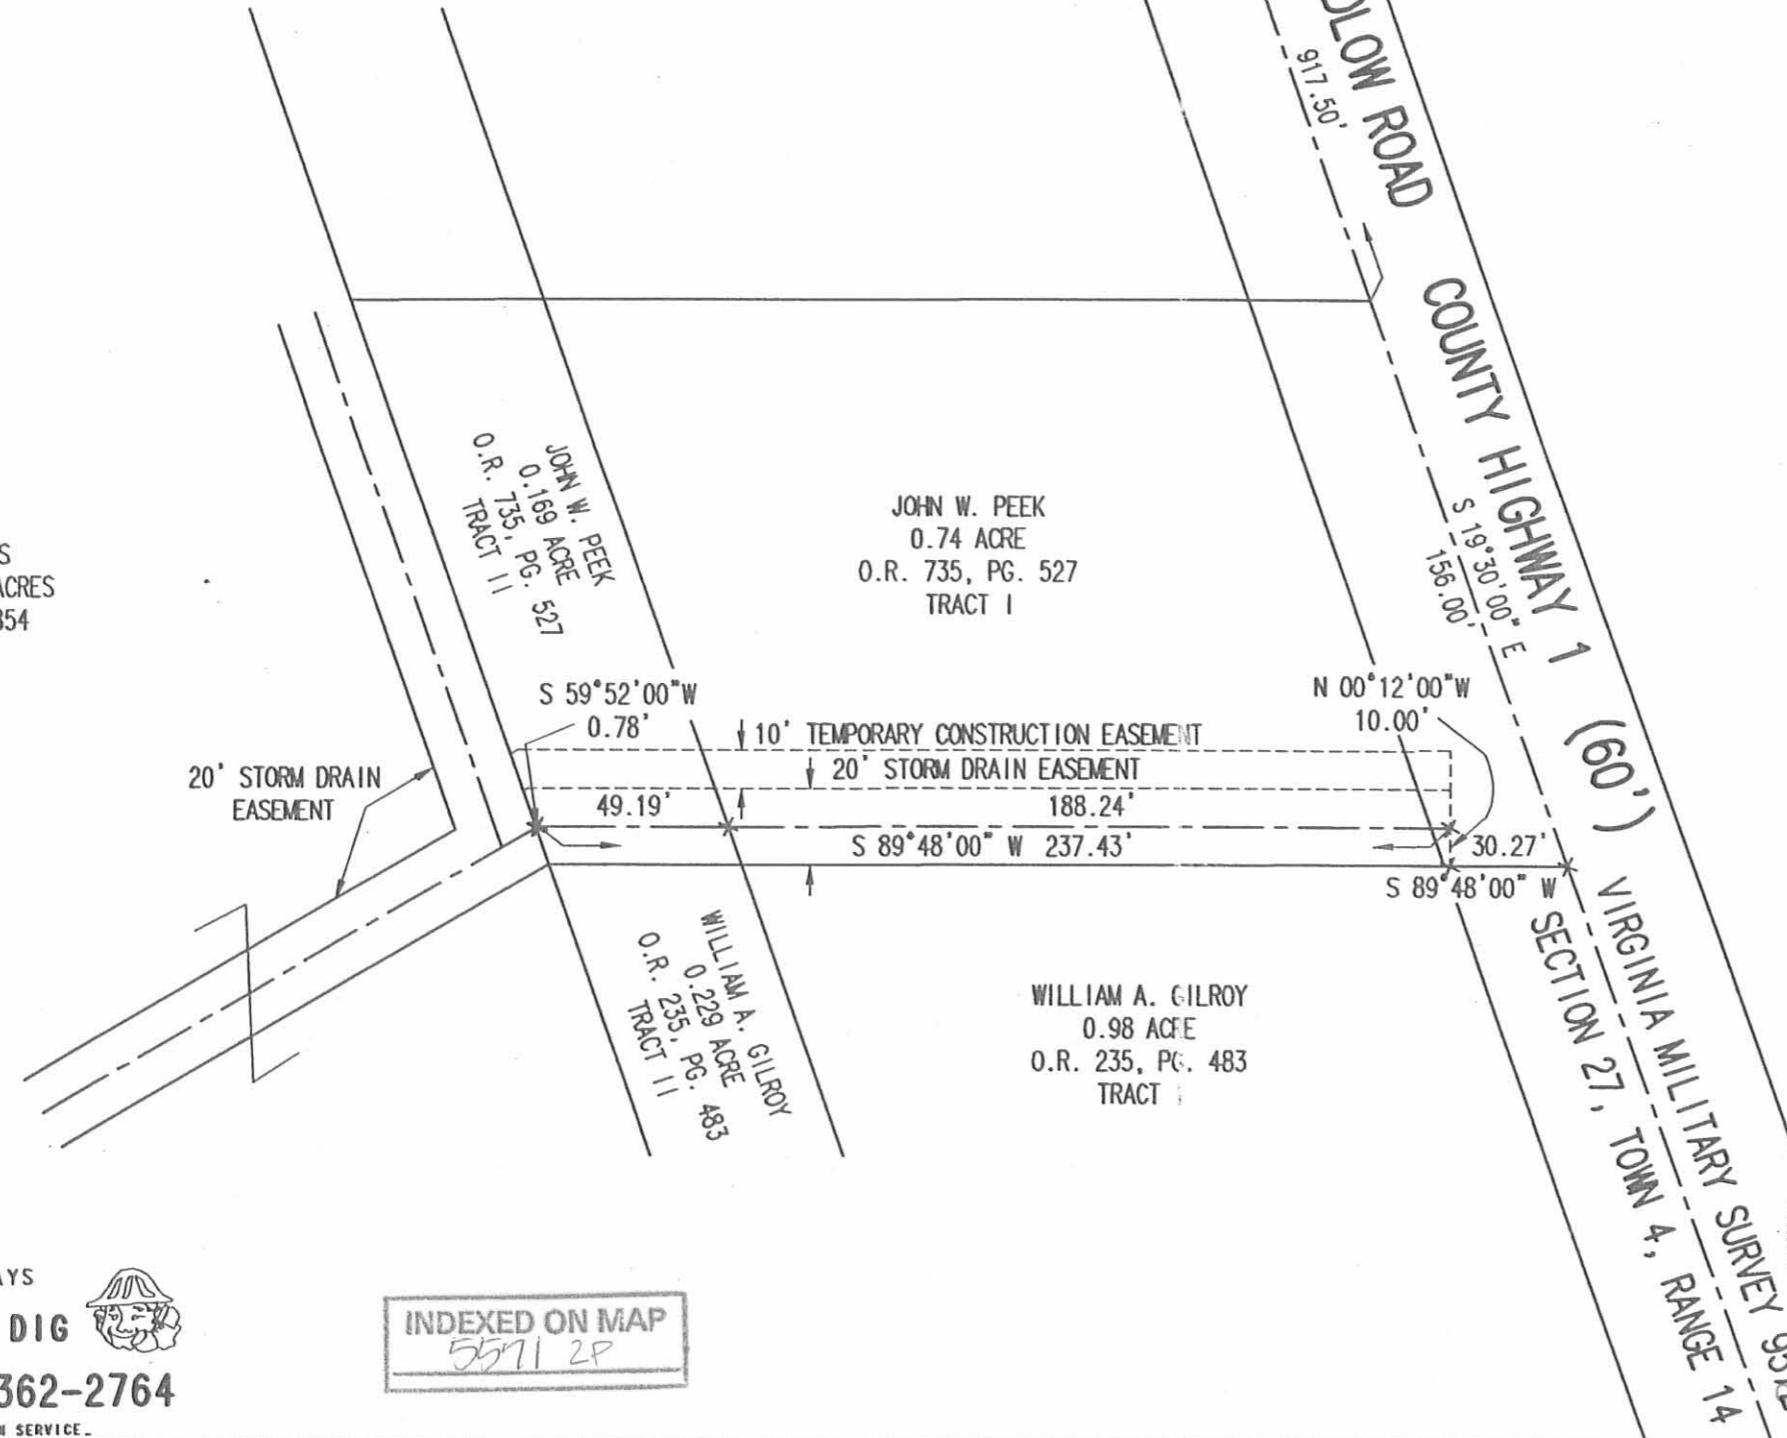 917.50'
OLOW ROAD COUNTY HIGHWAY 1 (60')
S 19°30'00" E
156.00'
JOHN W. PEEK
0.169 ACRE
O.R. 735, PG. 527
TRACT II
JOHN W. PEEK
0.74 ACRE
O.R. 735, PG. 527
TRACT I
S
ACRES
354
S 59°52'00"W
0.78'
N 00°12'00"W
10.00'
10' TEMPORARY CONSTRUCTION EASEMENT
20' STORM DRAIN EASEMENT
20' STORM DRAIN
EASEMENT
49.19'
188.24'
S 89°48'00" W 237.43'
30.27'
S 89°48'00" W
VIRGINIA MILITARY SURVEY
SECTION 27, TOWN 4, RANGE 14
WILLIAM A. GILROY
0.229 ACRE
O.R. 235, PG. 483
TRACT II
WILLIAM A. GILROY
0.98 ACRE
O.R. 235, PG. 483
TRACT
AYS
DIG
362-2764
N SERVICE.
INDEXED ON MAP
5571 2P